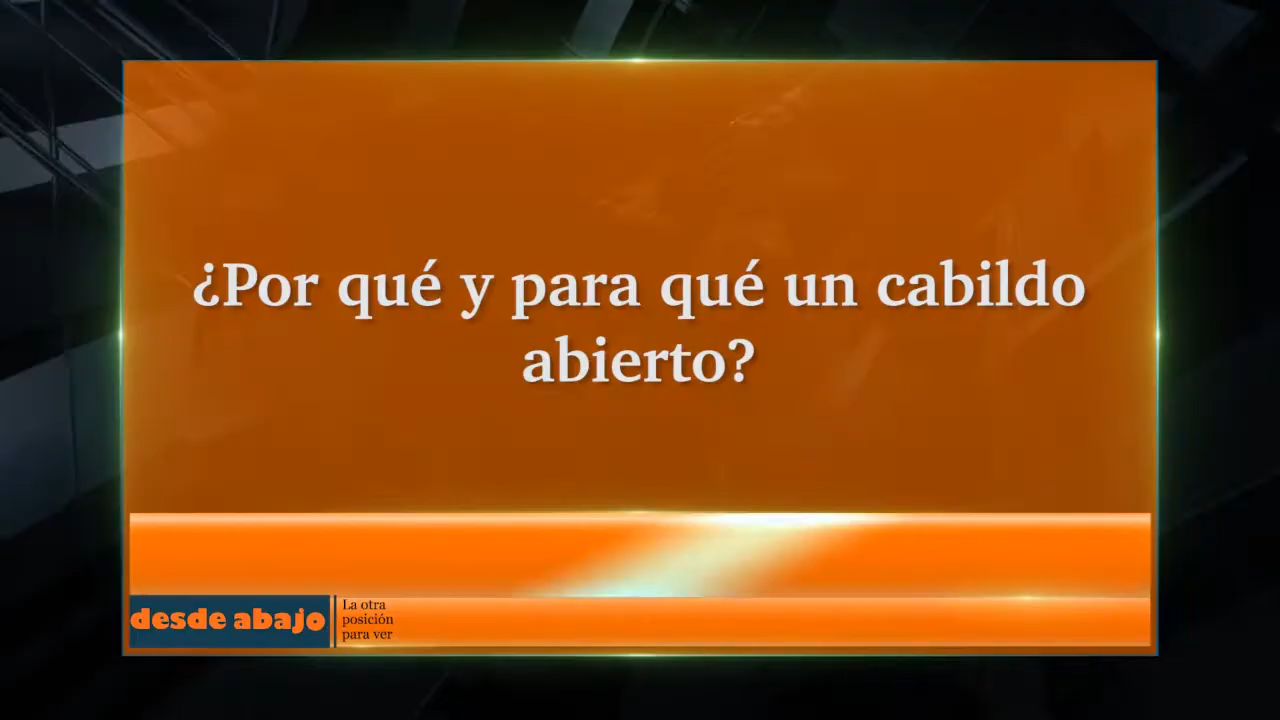 ¿Por qué y para qué un cabildo
abierto?
desde abajo
La otra
posición
para ver